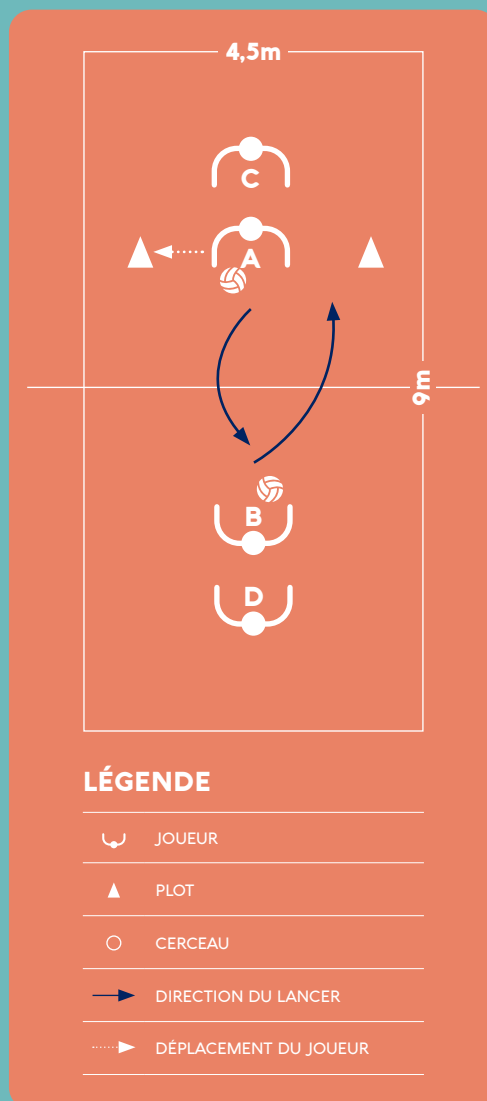 4,5m
C
A
9m
B
D
LÉGENDE
JOUEUR
PLOT
CERCEAU
DIRECTION DU LANCER
DÉPLACEMENT DU JOUEUR